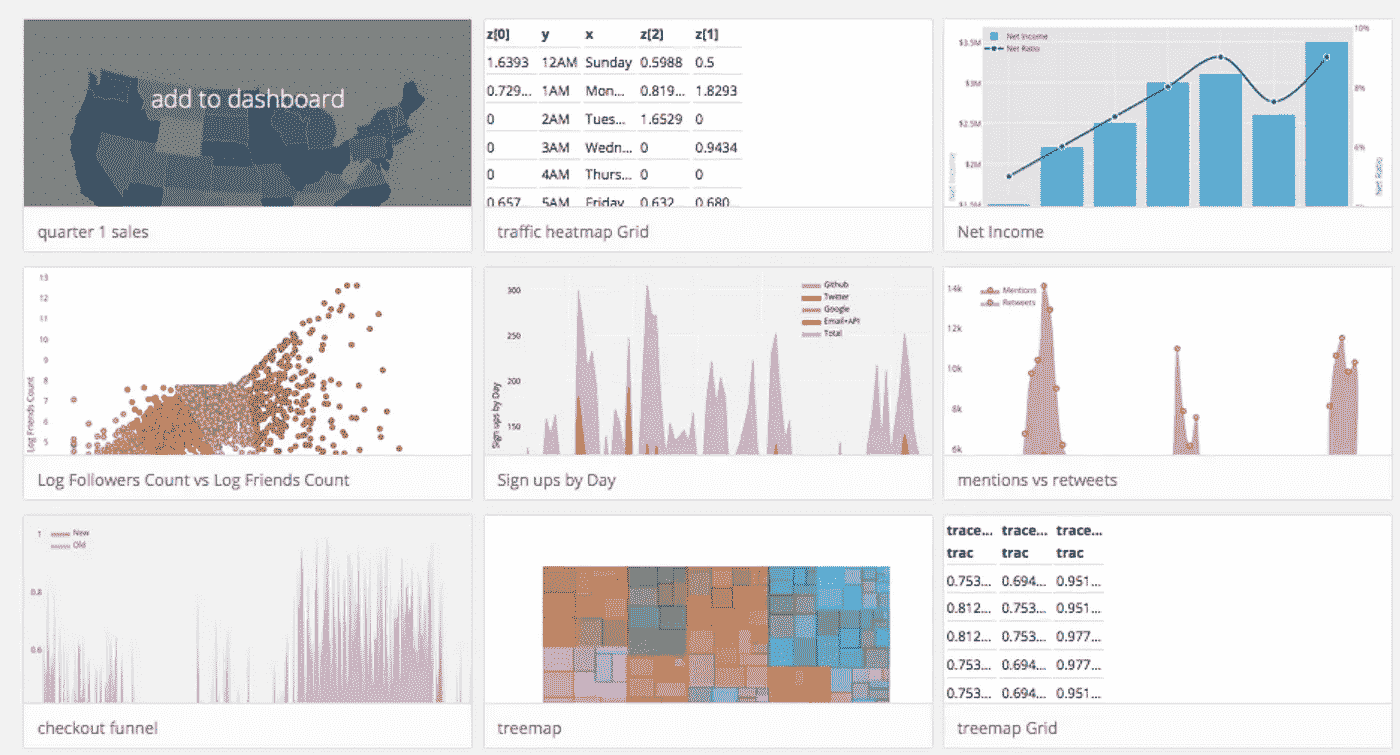 add to dashboard
quarter 1 sales
z[0] y x z[2] z[1]
1.6393 12AM Sunday 0.5988 0.5
0.729... 1AM Mon... 0.819... 1.8293
0 2AM Tues... 1.6529 0
0 3AM Wedn... 0 0.9434
0 4AM Thurs... 0 0
0.657 5AM Friday 0.632 0.680
traffic heatmap Grid
Net Income
Net Ratio
$3.5M
$3M
$2.5M
$2M
$1.5M
10%
8%
6%
Net Income
Net Ratio
Net Income
13
12
11
10
9
8
7
6
5
Log Friends Count
Log Followers Count vs Log Friends Count
300
250
200
150
Sign ups by Day
Github
Twitter
Google
Email+API
Total
Sign ups by Day
14k
12k
10k
8k
6k
Mentions
Retweets
mentions vs retweets
1
0.8
0.6
New
Old
checkout funnel
treemap
trace... trace... trace...
trac trac trac
0.753... 0.694... 0.951...
0.812... 0.753... 0.951...
0.812... 0.753... 0.977...
0.753... 0.694... 0.977...
0.753... 0.694... 0.951...
treemap Grid